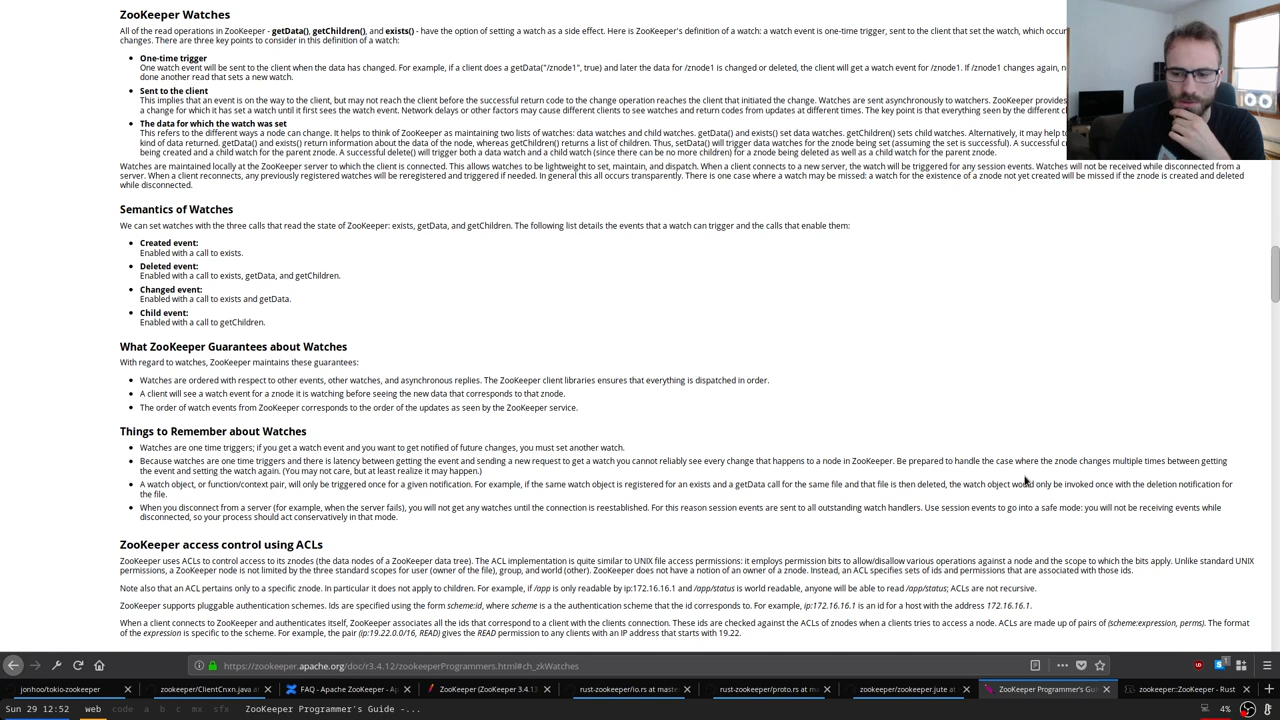 ZooKeeper Watches
All of the read operations in ZooKeeper - getData(), getChildren(), and exists() - have the option of setting a watch as a side effect. Here is ZooKeeper's definition of a watch: a watch event is one-time trigger, sent to the client that set the watch, which occur
changes. There are three key points to consider in this definition of a watch:
• One-time trigger
One watch event will be sent to the client when the data has changed. For example, if a client does a getData("/znode1", true) and later the data for /znode1 is changed or deleted, the client will get a watch event for /znode1. If /znode1 changes again, n
done another read that sets a new watch.
• Sent to the client
This implies that an event is on the way to the client, but may not reach the client before the successful return code to the change operation reaches the client that initiated the change. Watches are sent asynchronously to watchers. ZooKeeper provides
a change for which it has set a watch until it first sees the watch event. Network delays or other factors may cause different clients to see watches and return codes from updates at different times. The key point is that everything seen by the different cl
• The data for which the watch was set
This refers to the different ways a node can change. It helps to think of ZooKeeper as maintaining two lists of watches: data watches and child watches. getData() and exists() set data watches. getChildren() sets child watches. Alternatively, it may help to
kind of data returned. getData() and exists() return information about the data of the node, whereas getChildren() returns a list of children. Thus, setData() will trigger data watches for the znode being set (assuming the set is successful). A successful c
being created and a child watch for the parent znode. A successful delete() will trigger both a data watch and a child watch (since there can be no more children) for a znode being deleted as well as a child watch for the parent znode.
Watches are maintained locally at the ZooKeeper server to which the client is connected. This allows watches to be lightweight to set, maintain, and dispatch. When a client connects to a new server, the watch will be triggered for any session events. Watches will not be received while disconnected from a
server. When a client reconnects, any previously registered watches will be reregistered and triggered if needed. In general this all occurs transparently. There is one case where a watch may be missed: a watch for the existence of a znode not yet created will be missed if the znode is created and deleted
while disconnected.
Semantics of Watches
We can set watches with the three calls that read the state of ZooKeeper: exists, getData, and getChildren. The following list details the events that a watch can trigger and the calls that enable them:
• Created event:
Enabled with a call to exists.
• Deleted event:
Enabled with a call to exists, getData, and getChildren.
• Changed event:
Enabled with a call to exists and getData.
• Child event:
Enabled with a call to getChildren.
What ZooKeeper Guarantees about Watches
With regard to watches, ZooKeeper maintains these guarantees:
• Watches are ordered with respect to other events, other watches, and asynchronous replies. The ZooKeeper client libraries ensures that everything is dispatched in order.
• A client will see a watch event for a znode it is watching before seeing the new data that corresponds to that znode.
• The order of watch events from ZooKeeper corresponds to the order of the updates as seen by the ZooKeeper service.
Things to Remember about Watches
• Watches are one time triggers; if you get a watch event and you want to get notified of future changes, you must set another watch.
• Because watches are one time triggers and there is latency between getting the event and sending a new request to get a watch you cannot reliably see every change that happens to a node in ZooKeeper. Be prepared to handle the case where the znode changes multiple times between getting
the event and setting the watch again. (You may not care, but at least realize it may happen.)
• A watch object, or function/context pair, will only be triggered once for a given notification. For example, if the same watch object is registered for an exists and a getData call for the same file and that file is then deleted, the watch object would only be invoked once with the deletion notification for
the file.
• When you disconnect from a server (for example, when the server fails), you will not get any watches until the connection is reestablished. For this reason session events are sent to all outstanding watch handlers. Use session events to go into a safe mode: you will not be receiving events while
disconnected, so your process should act conservatively in that mode.
ZooKeeper access control using ACLs
ZooKeeper uses ACLs to control access to its znodes (the data nodes of a ZooKeeper data tree). The ACL implementation is quite similar to UNIX file access permissions: it employs permission bits to allow/disallow various operations against a node and the scope to which the bits apply. Unlike standard UNIX
permissions, a ZooKeeper node is not limited by the three standard scopes for user (owner of the file), group, and world (other). ZooKeeper does not have a notion of an owner of a znode. Instead, an ACL specifies sets of ids and permissions that are associated with those ids.
Note also that an ACL pertains only to a specific znode. In particular it does not apply to children. For example, if /app is only readable by ip:172.16.16.1 and /app/status is world readable, anyone will be able to read /app/status; ACLs are not recursive.
ZooKeeper supports pluggable authentication schemes. Ids are specified using the form scheme:id, where scheme is a the authentication scheme that the id corresponds to. For example, ip:172.16.16.1 is an id for a host with the address 172.16.16.1.
When a client connects to ZooKeeper and authenticates itself, ZooKeeper associates all the ids that correspond to a client with the clients connection. These ids are checked against the ACLs of znodes when a clients tries to access a node. ACLs are made up of pairs of (scheme:expression, perms). The format
of the expression is specific to the scheme. For example, the pair (ip:19.22.0.0/16, READ) gives the READ permission to any clients with an IP address that starts with 19.22.
https://zookeeper.apache.org/doc/r3.4.12/zookeeperProgrammers.html#ch_zkWatches
jonhoo/tokio-zookeeper
zookeeper/ClientCnxn.java at
FAQ - Apache ZooKeeper - Ap
ZooKeeper (ZooKeeper 3.4.13
rust-zookeeper/io.rs at maste
rust-zookeeper/proto.rs at ma
zookeeper/zookeeper.jute at
ZooKeeper Programmer's Gu
zookeeper::ZooKeeper - Rust
Sun 29 12:52 web code a b c mx sfx ZooKeeper Programmer's Guide -... 4%